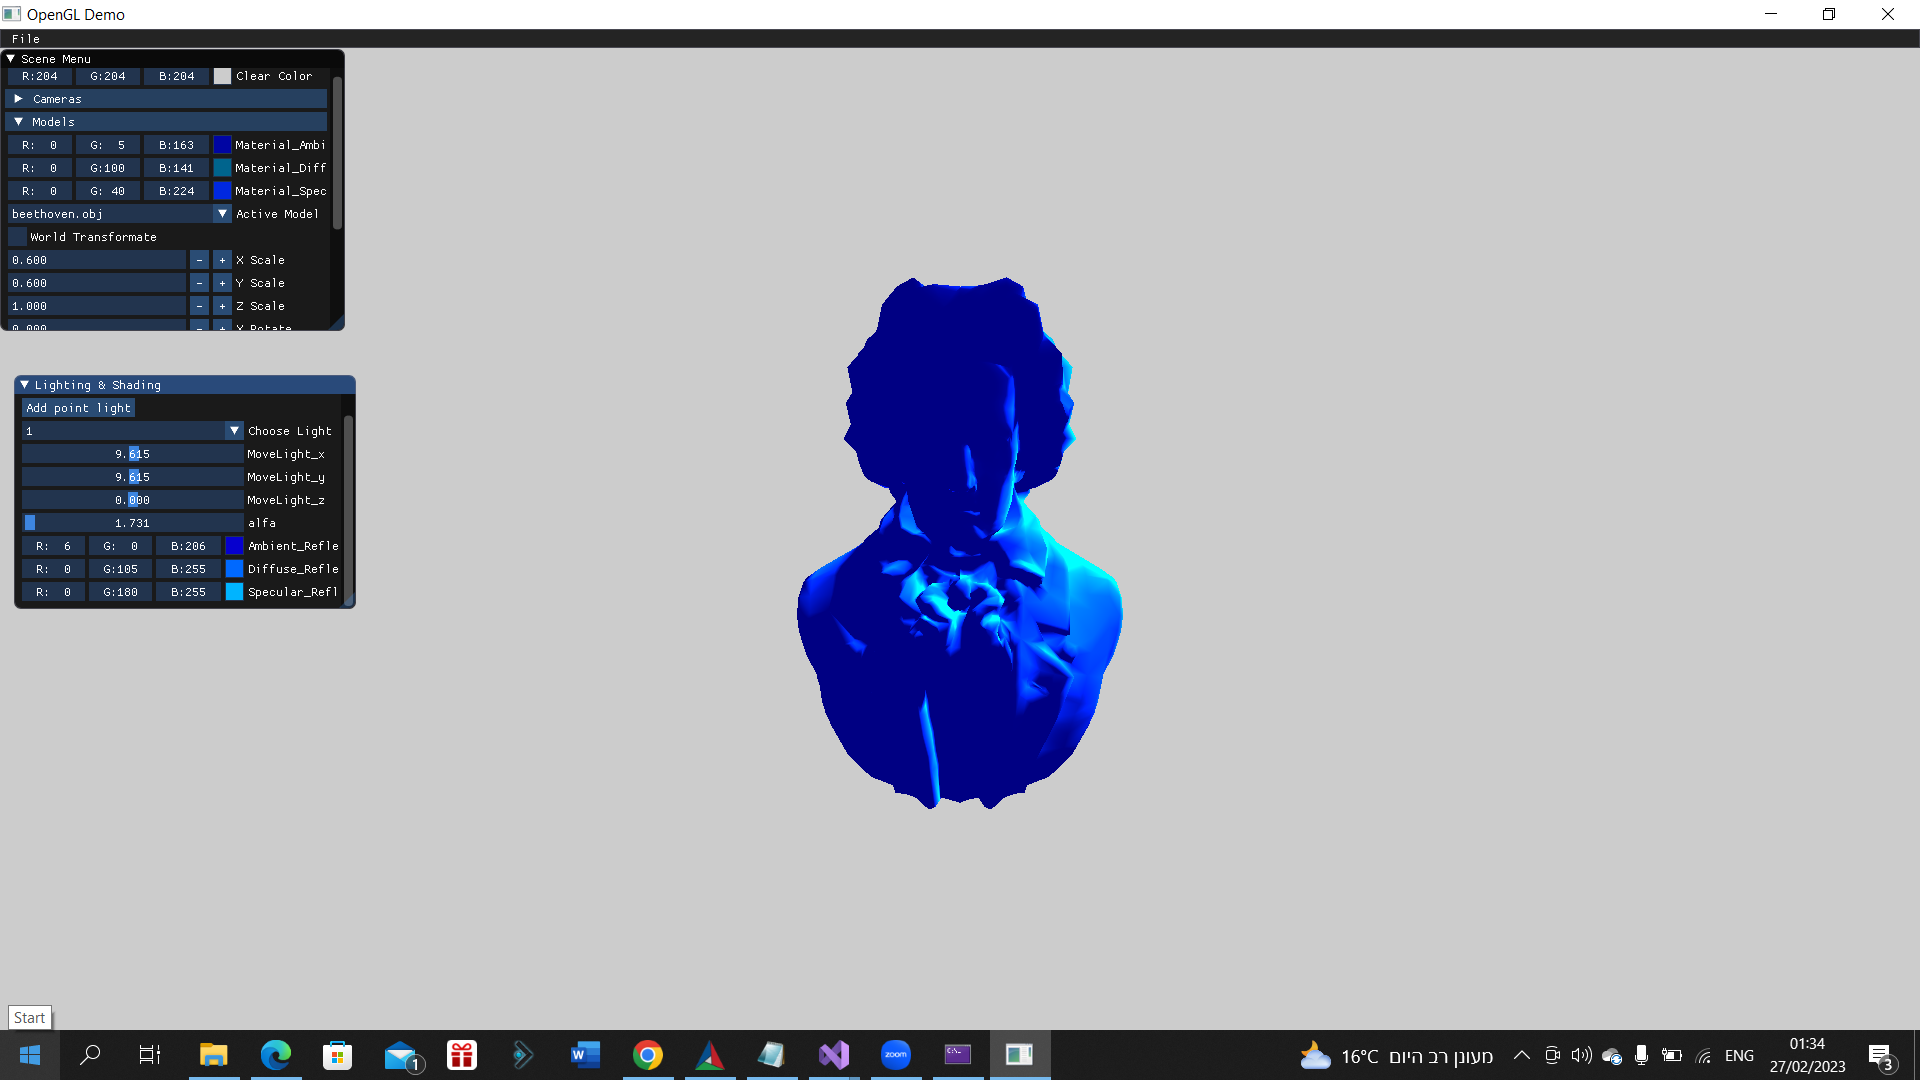 OpenGL Demo
File
Scene Menu
R:204 G:204 B:204 Clear Color
Cameras
Models
R: 0 G: 5 B:163 Material_Ambi
R: 0 G:100 B:141 Material_Diff
R: 0 G: 40 B:224 Material_Spec
beethoven.obj Active Model
World Transformate
0.600 - + X Scale
0.600 - + Y Scale
1.000 - + Z Scale
0.000 - + X Rotate
Lighting & Shading
Add point light
1 Choose Light
9.615 MoveLight_x
9.615 MoveLight_y
0.000 MoveLight_z
1.731 alfa
R: 6 G: 0 B:206 Ambient_Refle
R: 0 G:105 B:255 Diffuse_Refle
R: 0 G:180 B:255 Specular_Refl
Start
1
W
zoom
C:\.
16°C מעונן רב היום
ENG
01:34
27/02/2023
3